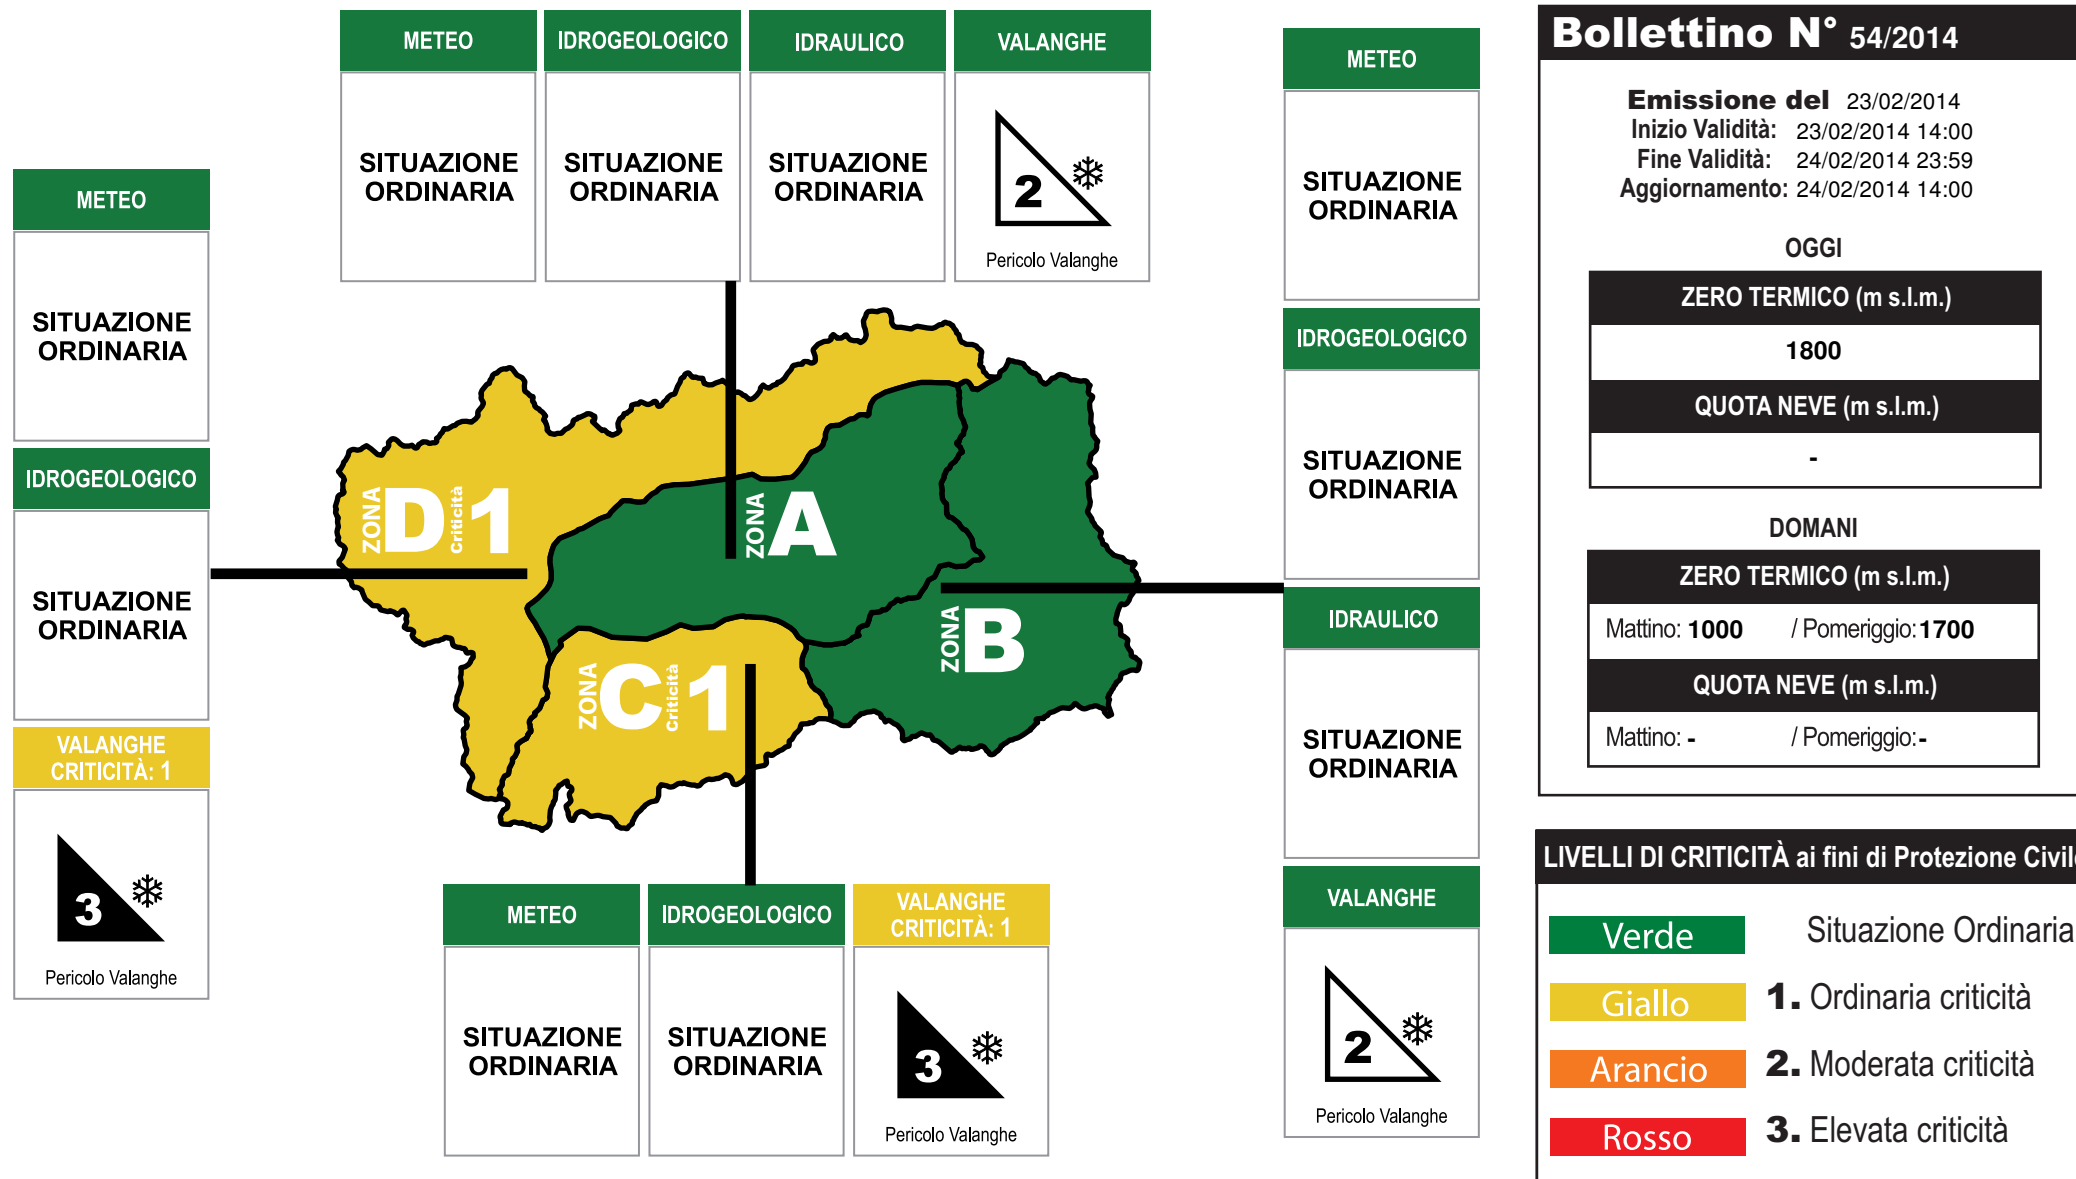 METEO
SITUAZIONE
ORDINARIA
IDROGEOLOGICO
SITUAZIONE
ORDINARIA
IDRAULICO
SITUAZIONE
ORDINARIA
VALANGHE
2
Pericolo Valanghe
METEO
SITUAZIONE
ORDINARIA
IDROGEOLOGICO
SITUAZIONE
ORDINARIA
VALANGHE
CRITICITÀ: 1
3
Pericolo Valanghe
ZONA D Criticità 1
ZONA A
ZONA B
ZONA C Criticità 1
METEO
SITUAZIONE
ORDINARIA
IDROGEOLOGICO
SITUAZIONE
ORDINARIA
VALANGHE
CRITICITÀ: 1
3
Pericolo Valanghe
METEO
SITUAZIONE
ORDINARIA
IDROGEOLOGICO
SITUAZIONE
ORDINARIA
IDRAULICO
SITUAZIONE
ORDINARIA
VALANGHE
2
Pericolo Valanghe
Bollettino N° 54/2014
Emissione del 23/02/2014
Inizio Validità: 23/02/2014 14:00
Fine Validità: 24/02/2014 23:59
Aggiornamento: 24/02/2014 14:00
OGGI
ZERO TERMICO (m s.l.m.)
1800
QUOTA NEVE (m s.l.m.)
-
DOMANI
ZERO TERMICO (m s.l.m.)
Mattino: 1000 / Pomeriggio: 1700
QUOTA NEVE (m s.l.m.)
Mattino: - / Pomeriggio: -
LIVELLI DI CRITICITÀ ai fini di Protezione Civil
Verde Situazione Ordinaria
Giallo 1. Ordinaria criticità
Arancio 2. Moderata criticità
Rosso 3. Elevata criticità